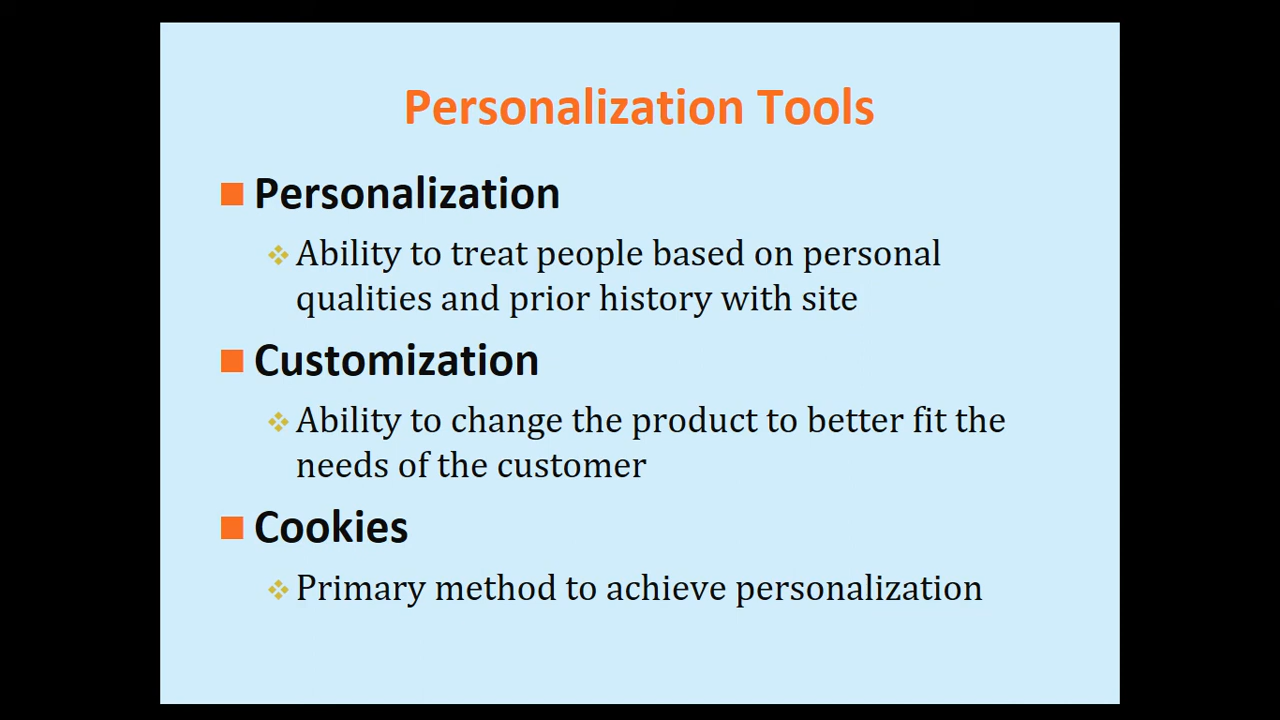 Personalization Tools
Personalization
Ability to treat people based on personal
qualities and prior history with site
Customization
Ability to change the product to better fit the
needs of the customer
Cookies
Primary method to achieve personalization